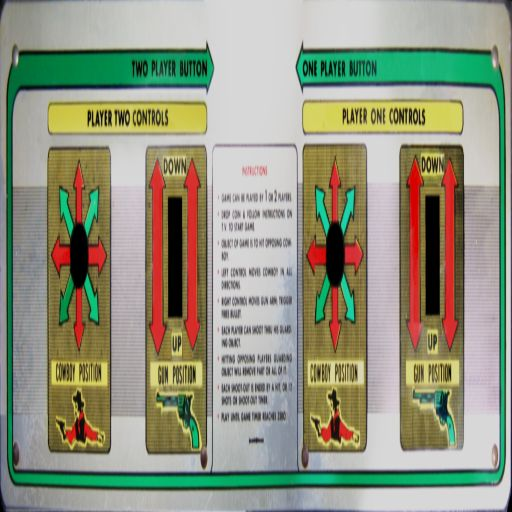 TWO PLAYER BUTTON
ONE PLAYER BUTTON
PLAYER TWO CONTROLS
PLAYER ONE CONTROLS
DOWN
UP
COWBOY POSITION
GUN POSITION
INSTRUCTIONS
GAME CAN BE PLAYED BY 1 OR 2 PLAYERS
DROP COIN & FOLLOW INSTRUCTIONS ON
T.V. TO START GAME
OBJECT OF GAME IS TO HIT OPPOSING COW-
BOY.
LEFT CONTROL MOVES COWBOY IN ALL
DIRECTIONS.
RIGHT CONTROL MOVES GUN ARM; TRIGGER
FIRES BULLET.
EACH PLAYER CAN SHOOT THRU HIS GUARD-
ING OBJECT.
HITTING OPPOSING PLAYERS GUARDING
OBJECT WILL REMOVE PART OR ALL OF IT.
EACH SHOOT-OUT IS ENDED BY A HIT, OR 12
SHOTS OR SHOOT-OUT TIMER.
PLAY UNTIL GAME TIMER REACHES ZERO
DOWN
UP
COWBOY POSITION
GUN POSITION